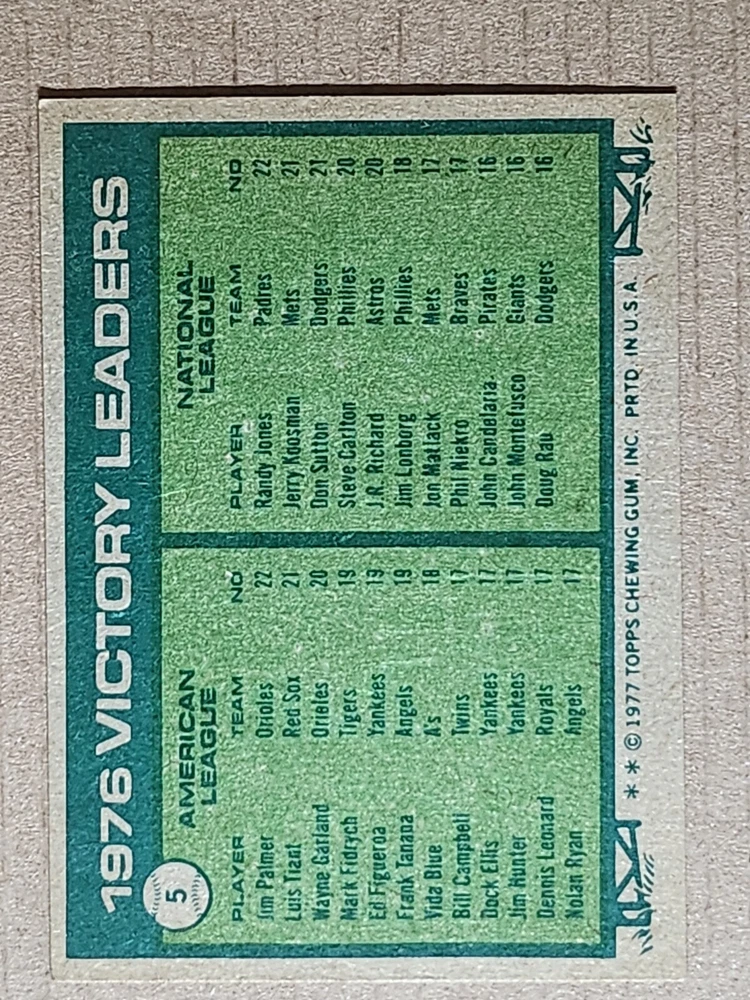 1976 VICTORY LEADERS
5
AMERICAN
LEAGUE
PLAYER TEAM NO
Jim Palmer Orioles 22
Luis Tiant Red Sox 21
Wayne Garland Orioles 20
Mark Fidrych Tigers 19
Ed Figueroa Yankees 19
Frank Tanana Angels 19
Vida Blue A's 18
Bill Campbell Twins 17
Dock Ellis Yankees 17
Jim Hunter Yankees 17
Dennis Leonard Royals 17
Nolan Ryan Angels 17
NATIONAL
LEAGUE
PLAYER TEAM NO
Randy Jones Padres 22
Jerry Koosman Mets 21
Don Sutton Dodgers 21
Steve Carlton Phillies 20
J.R. Richard Astros 20
Jim Lonborg Phillies 18
Jon Matlack Mets 17
Phil Niekro Braves 17
John Candelaria Pirates 16
John Montefusco Giants 16
Doug Rau Dodgers 16
* * © 1977 TOPPS CHEWING GUM, INC. PRTD. IN U.S.A.